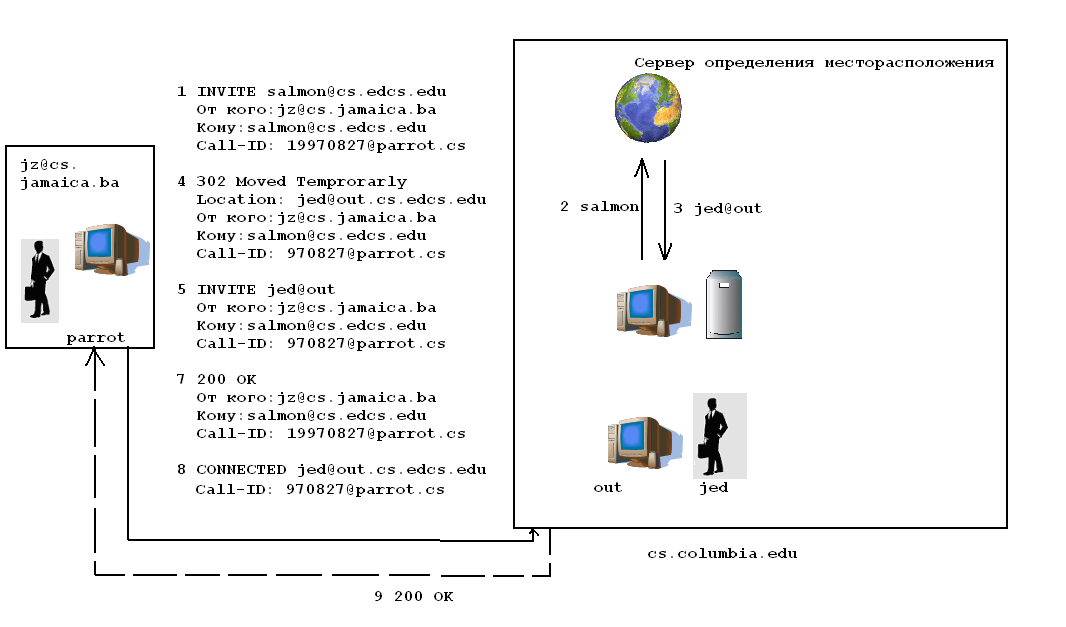 Сервер определения месторасположения
1 INVITE salmon@cs.edcs.edu
От кого:jz@cs.jamaica.ba
Кому:salmon@cs.edcs.edu
Call-ID: 19970827@parrot.cs
jz@cs.
jamaica.ba
parrot
4 302 Moved Temprorarly
Location: jed@out.cs.edcs.edu
От кого:jz@cs.jamaica.ba
Кому:salmon@cs.edcs.edu
Call-ID: 970827@parrot.cs
5 INVITE jed@out
От кого:jz@cs.jamaica.ba
Кому:salmon@cs.edcs.edu
Call-ID: 970827@parrot.cs
7 200 OK
От кого:jz@cs.jamaica.ba
Кому:salmon@cs.edcs.edu
Call-ID: 19970827@parrot.cs
8 CONNECTED jed@out.cs.edcs.edu
Call-ID: 970827@parrot.cs
2 salmon
3 jed@out
out
jed
cs.columbia.edu
9 200 OK